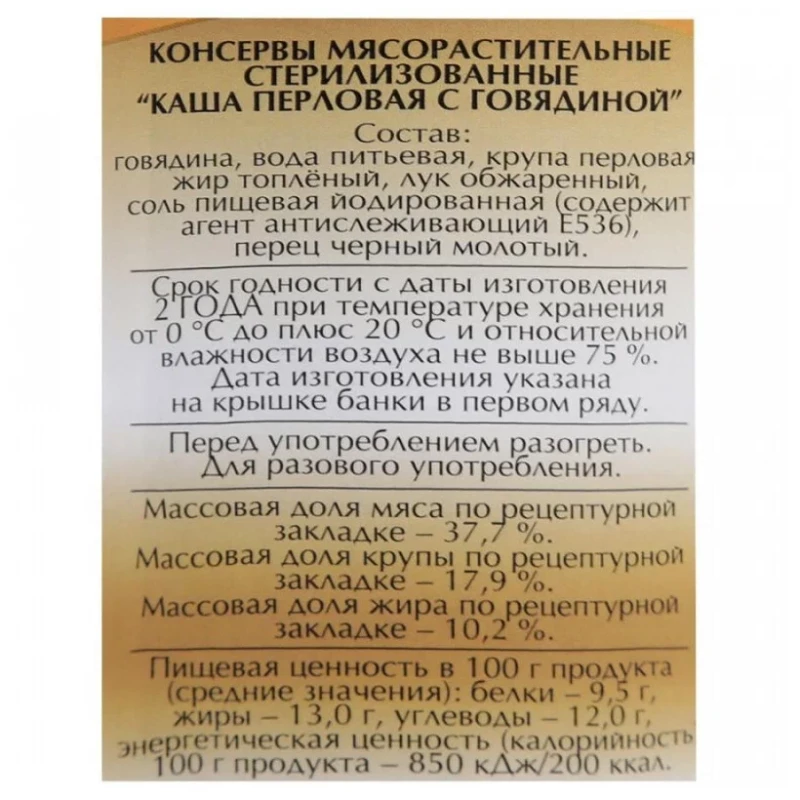 КОНСЕРВЫ МЯСОРАСТИТЕЛЬНЫЕ
СТЕРИЛИЗОВАННЫЕ
“КАША ПЕРЛОВАЯ С ГОВЯДИНОЙ”
Состав:
говядина, вода питьевая, крупа перловая
жир топлёный, лук обжаренный,
соль пищевая йодированная (содержит
агент антислеживающий Е536),
перец черный молотый.
Срок годности с даты изготовления
2 ГОДА при температуре хранения
от 0 °С до плюс 20 °С и относительной
влажности воздуха не выше 75 %.
Дата изготовления указана
на крышке банки в первом ряду.
Перед употреблением разогреть.
Для разового употребления.
Массовая доля мяса по рецептурной
закладке – 37,7 %.
Массовая доля крупы по рецептурной
закладке – 17,9 %.
Массовая доля жира по рецептурной
закладке – 10,2 %.
Пищевая ценность в 100 г продукта
(средние значения): белки – 9,5 г,
жиры – 13,0 г, углеводы – 12,0 г,
энергетическая ценность (калорийность
100 г продукта – 850 кДж/200 ккал.